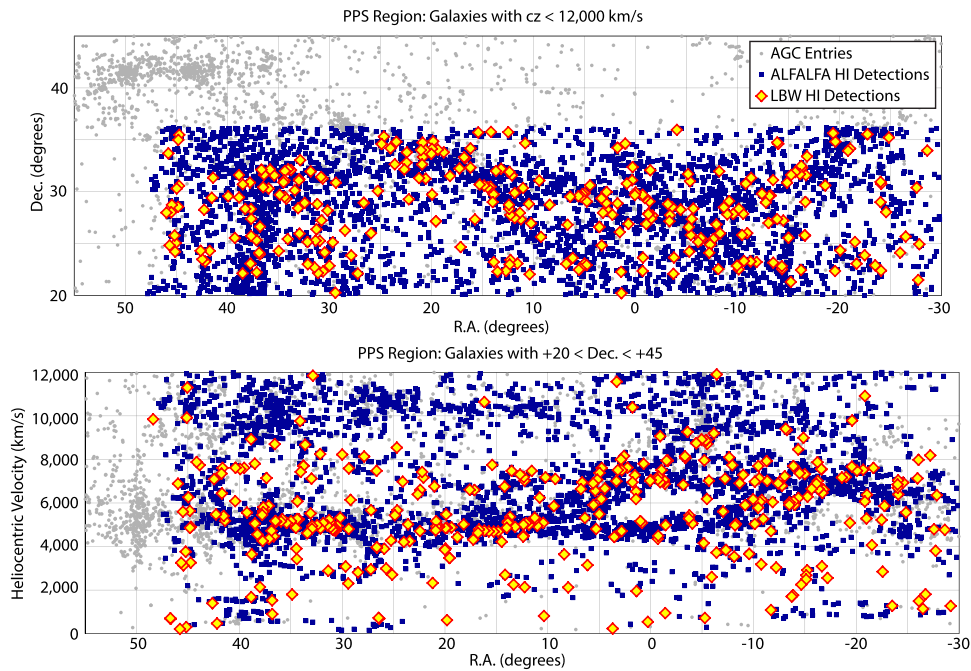 PPS Region: Galaxies with cz < 12,000 km/s
AGC Entries
ALFALFA HI Detections
LBW HI Detections
Dec. (degrees)
40
30
20
50 40 30 20 10 0 -10 -20 -30
R.A. (degrees)
PPS Region: Galaxies with +20 < Dec. < +45
Heliocentric Velocity (km/s)
12,000
10,000
8,000
6,000
4,000
2,000
0
50 40 30 20 10 0 -10 -20 -30
R.A. (degrees)